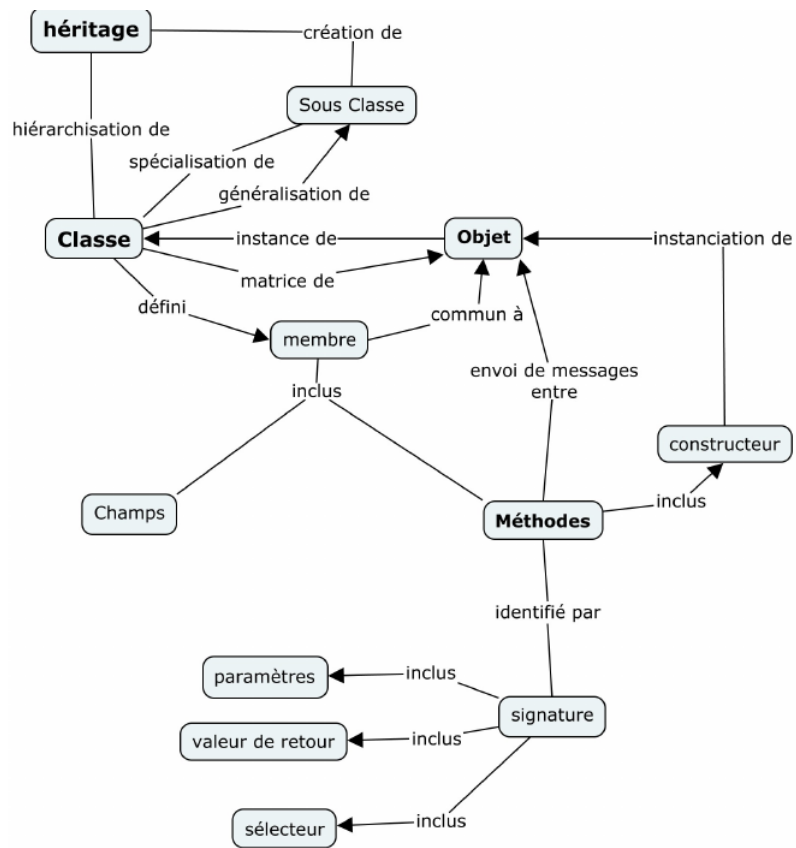 héritage
création de
Sous Classe
hiérarchisation de
spécialisation de
généralisation de
Classe
instance de
Objet
instanciation de
matrice de
défini
commun à
membre
envoi de messages
entre
inclus
constructeur
Champs
inclus
Méthodes
identifié par
paramètres
inclus
signature
valeur de retour
inclus
sélecteur
inclus